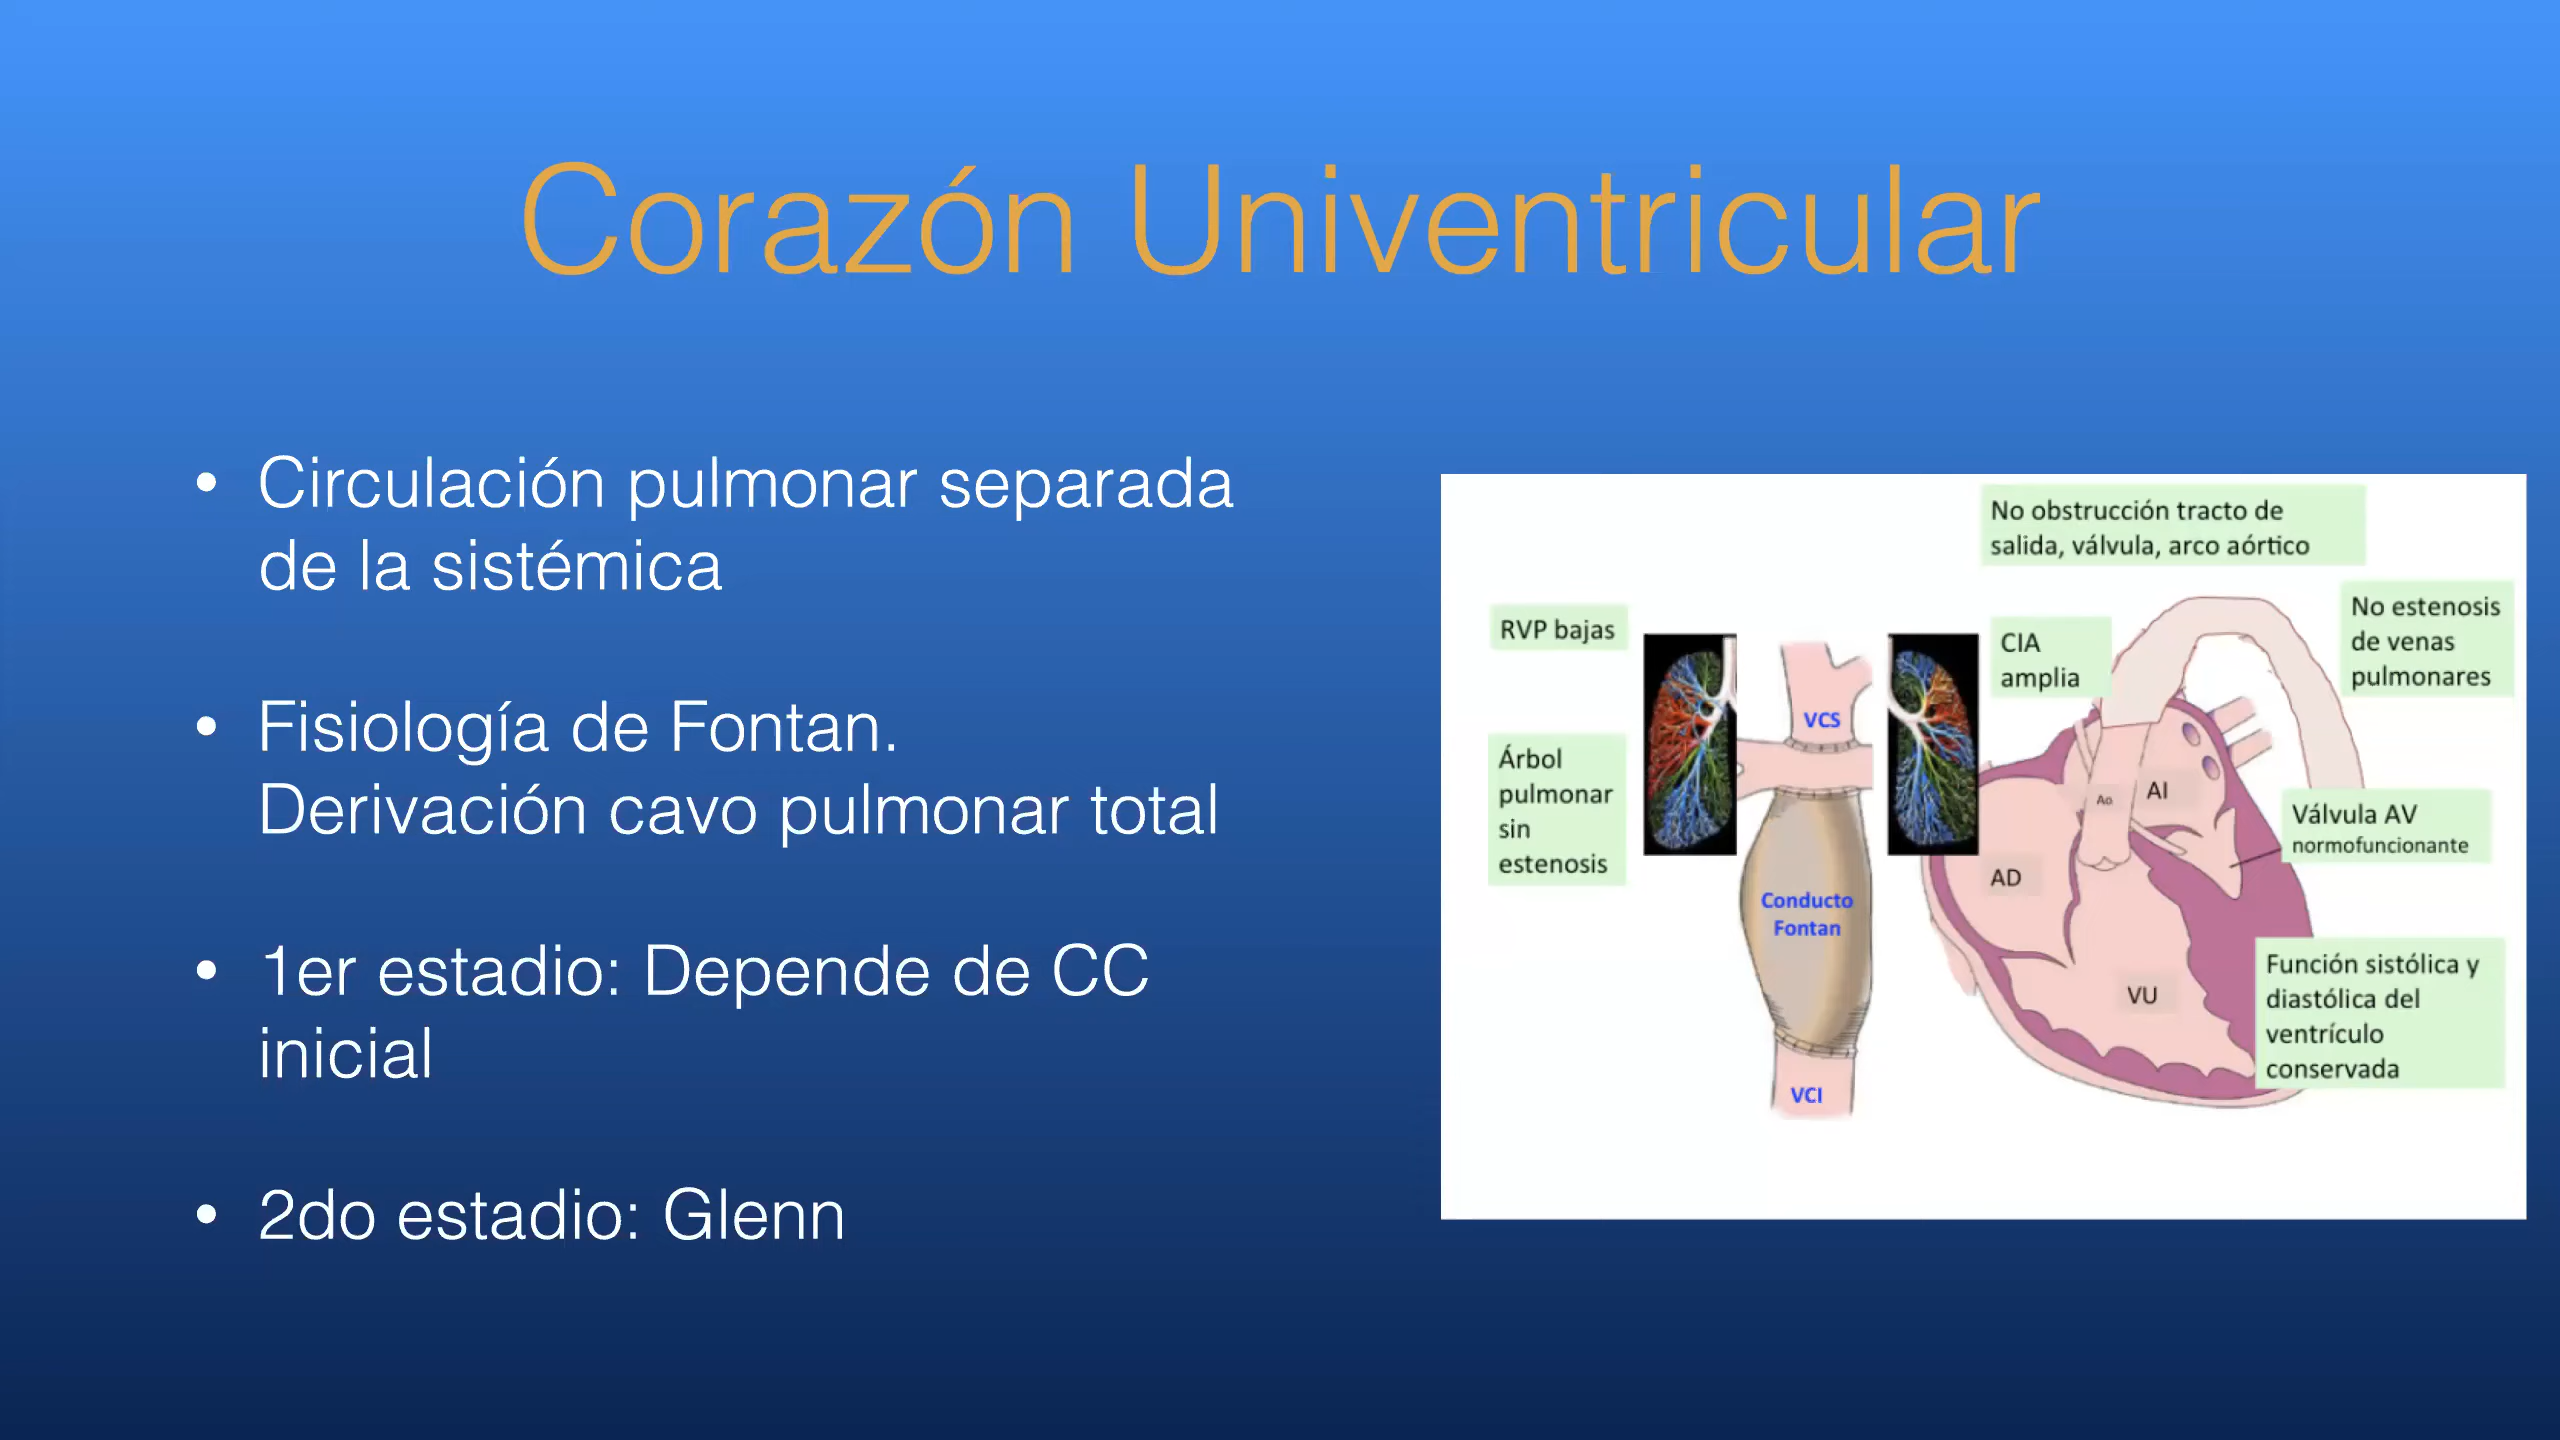 Corazón Univentricular
• Circulación pulmonar separada
de la sistémica
• Fisiología de Fontan.
Derivación cavo pulmonar total
• 1er estadio: Depende de CC
inicial
• 2do estadio: Glenn
No obstrucción tracto de
salida, válvula, arco aórtico
RVP bajas
CIA
amplia
No estenosis
de venas
pulmonares
VCS
Árbol
pulmonar
sin
estenosis
Ao
AI
Válvula AV
normofuncionante
AD
Conducto
Fontan
VU
Función sistólica y
diastólica del
ventrículo
conservada
VCI